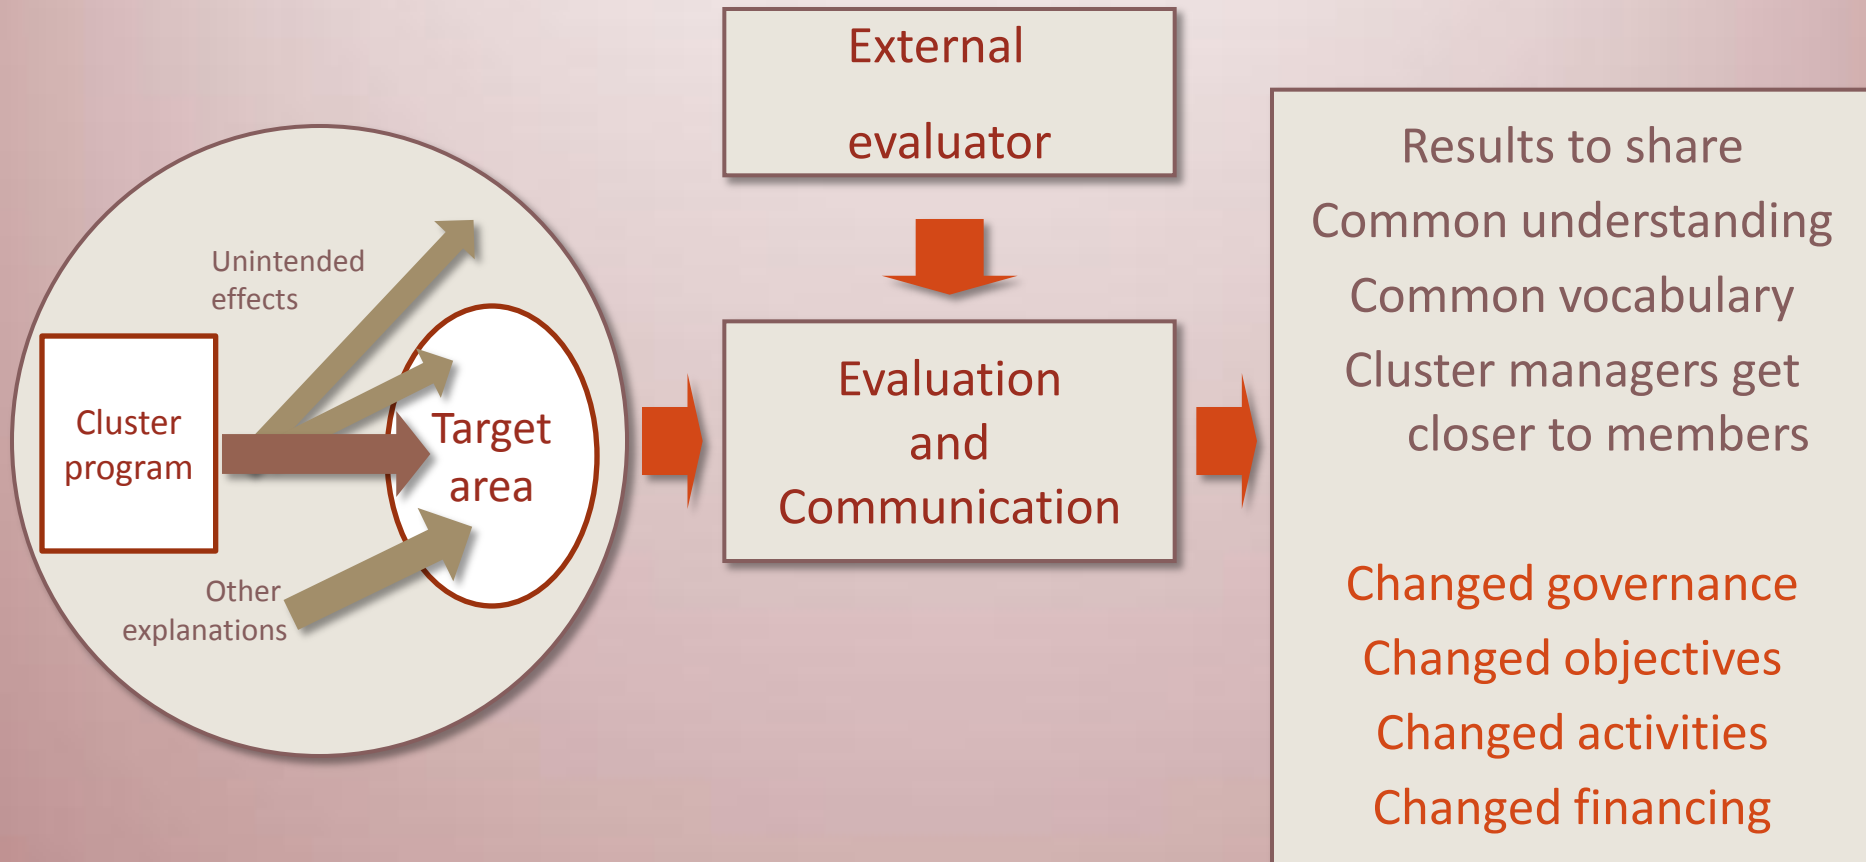 Unintended
effects
Cluster
program
Target
area
Other
explanations
External
evaluator
Evaluation
and
Communication
Results to share
Common understanding
Common vocabulary
Cluster managers get
closer to members
Changed governance
Changed objectives
Changed activities
Changed financing